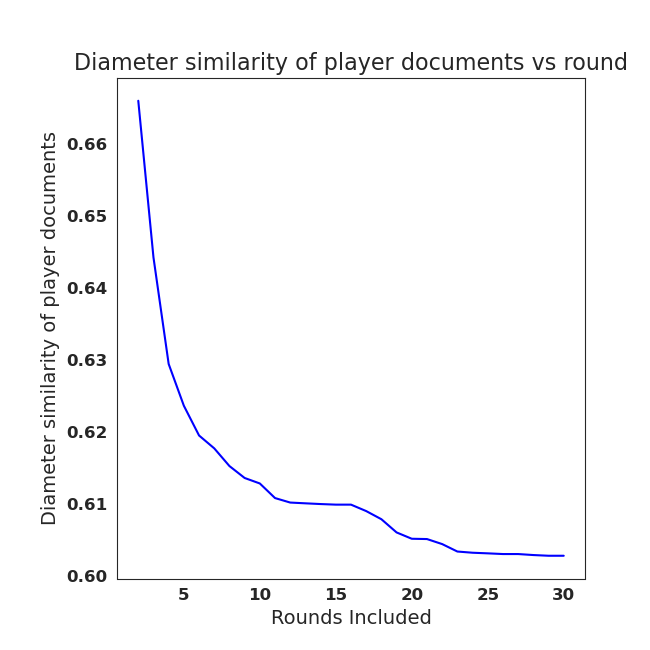 Diameter similarity of player documents vs round
Diameter similarity of player documents
0.66
0.65
0.64
0.63
0.62
0.61
0.60
5 10 15 20 25 30
Rounds Included